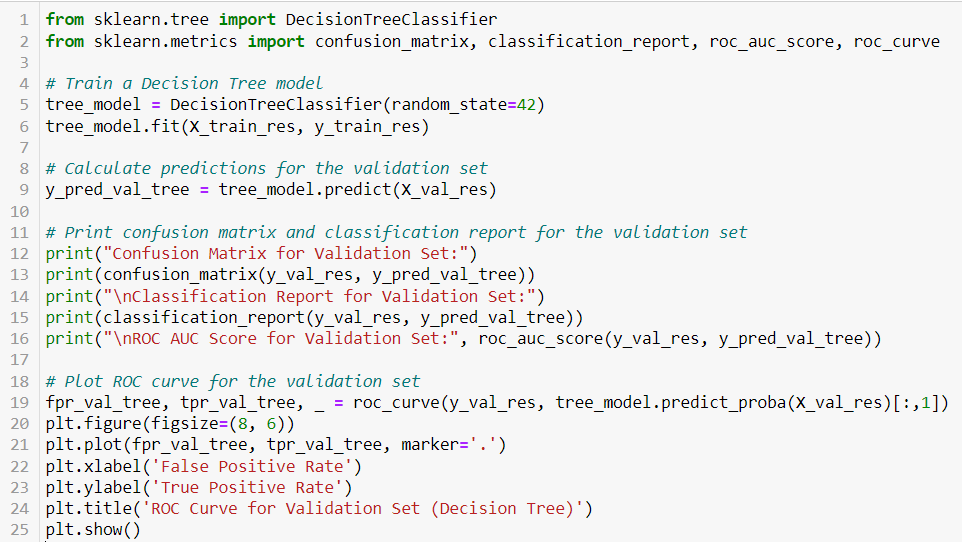 1 from sklearn.tree import DecisionTreeClassifier
2 from sklearn.metrics import confusion_matrix, classification_report, roc_auc_score, roc_curve
3
4 # Train a Decision Tree model
5 tree_model = DecisionTreeClassifier(random_state=42)
6 tree_model.fit(X_train_res, y_train_res)
7
8 # Calculate predictions for the validation set
9 y_pred_val_tree = tree_model.predict(X_val_res)
10
11 # Print confusion matrix and classification report for the validation set
12 print("Confusion Matrix for Validation Set:")
13 print(confusion_matrix(y_val_res, y_pred_val_tree))
14 print("\nClassification Report for Validation Set:")
15 print(classification_report(y_val_res, y_pred_val_tree))
16 print("\nROC AUC Score for Validation Set:", roc_auc_score(y_val_res, y_pred_val_tree))
17
18 # Plot ROC curve for the validation set
19 fpr_val_tree, tpr_val_tree, _ = roc_curve(y_val_res, tree_model.predict_proba(X_val_res)[:,1])
20 plt.figure(figsize=(8, 6))
21 plt.plot(fpr_val_tree, tpr_val_tree, marker='.')
22 plt.xlabel('False Positive Rate')
23 plt.ylabel('True Positive Rate')
24 plt.title('ROC Curve for Validation Set (Decision Tree)')
25 plt.show()